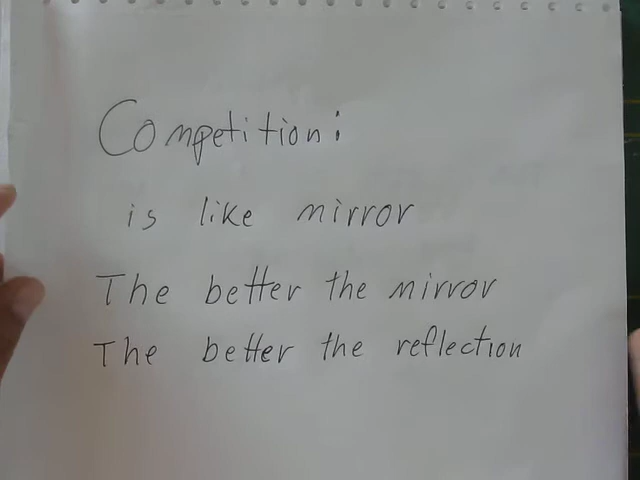 Competition:
is like mirror
The better the mirror
The better the reflection